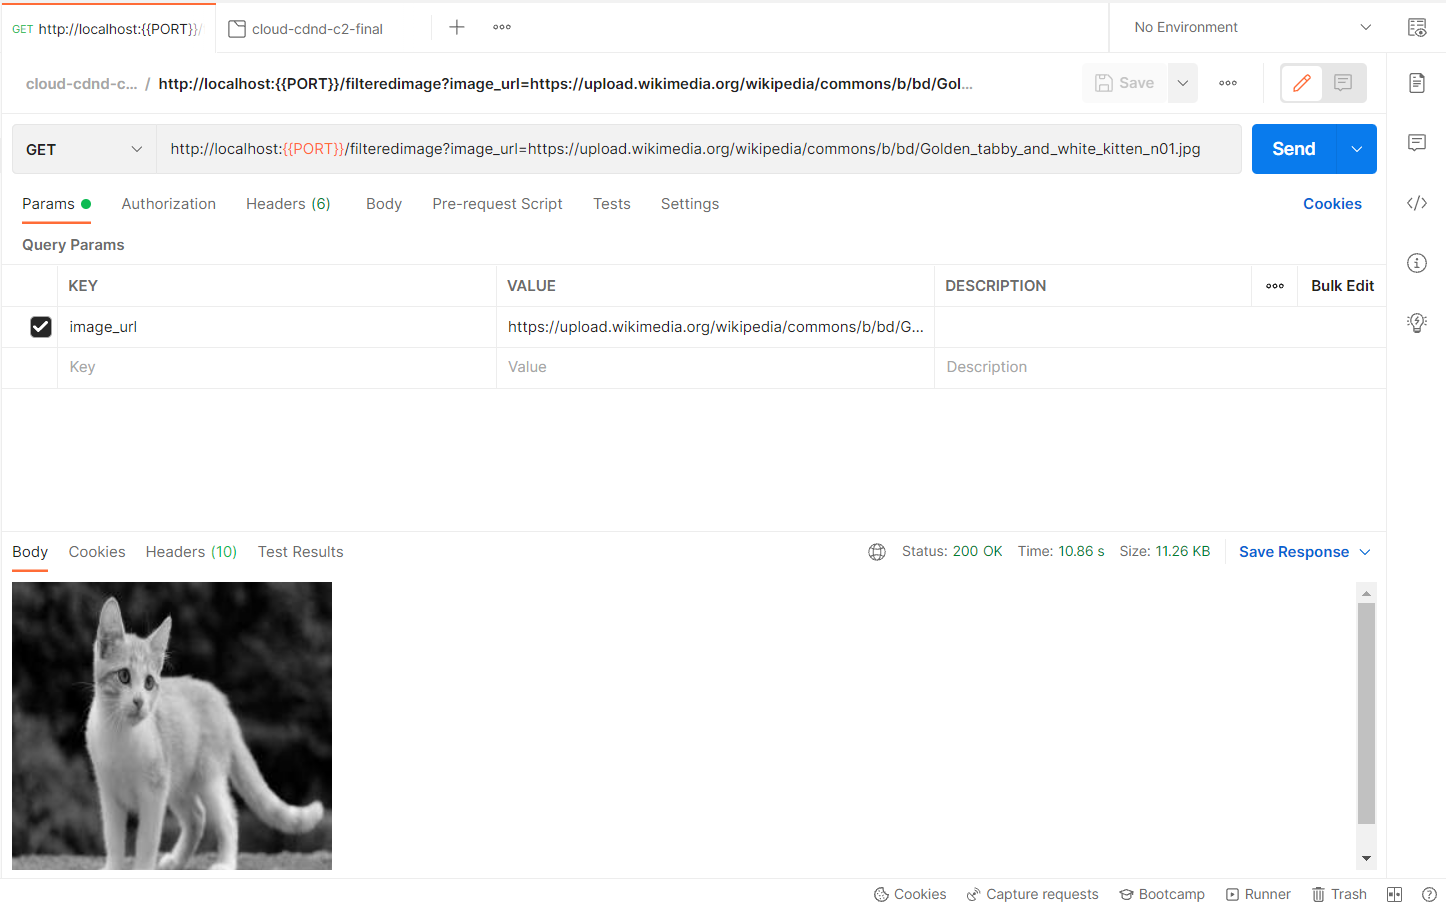 GET http://localhost:{{PORT}}/
cloud-cdnd-c2-final
No Environment
cloud-cdnd-c... / http://localhost:{{PORT}}/filteredimage?image_url=https://upload.wikimedia.org/wikipedia/commons/b/bd/Gol...
Save
GET
http://localhost:{{PORT}}/filteredimage?image_url=https://upload.wikimedia.org/wikipedia/commons/b/bd/Golden_tabby_and_white_kitten_n01.jpg
Send
Params Authorization Headers (6) Body Pre-request Script Tests Settings Cookies
Query Params
KEY VALUE DESCRIPTION Bulk Edit
image_url https://upload.wikimedia.org/wikipedia/commons/b/bd/G...
Key Value Description
Body Cookies Headers (10) Test Results Status: 200 OK Time: 10.86 s Size: 11.26 KB Save Response
Cookies Capture requests Bootcamp Runner Trash